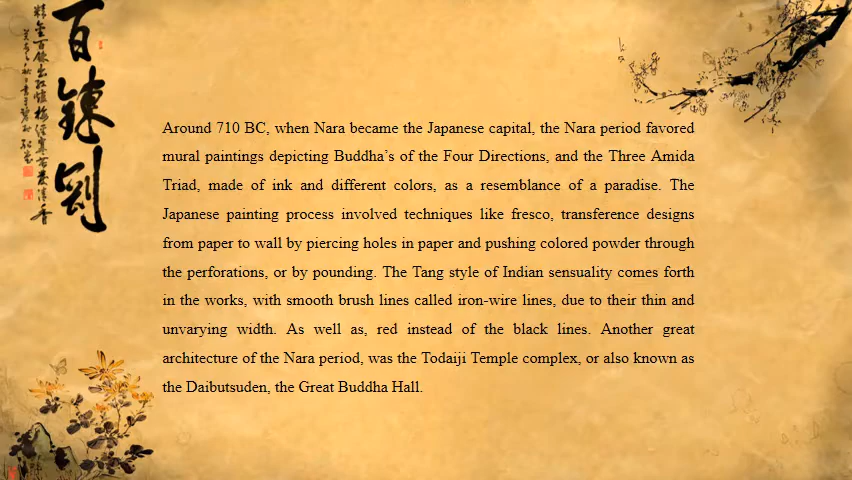 百鍊剑
Around 710 BC, when Nara became the Japanese capital, the Nara period favored
mural paintings depicting Buddha’s of the Four Directions, and the Three Amida
Triad, made of ink and different colors, as a resemblance of a paradise. The
Japanese painting process involved techniques like fresco, transference designs
from paper to wall by piercing holes in paper and pushing colored powder through
the perforations, or by pounding. The Tang style of Indian sensuality comes forth
in the works, with smooth brush lines called iron-wire lines, due to their thin and
unvarying width. As well as, red instead of the black lines. Another great
architecture of the Nara period, was the Todaiji Temple complex, or also known as
the Daibutsuden, the Great Buddha Hall.